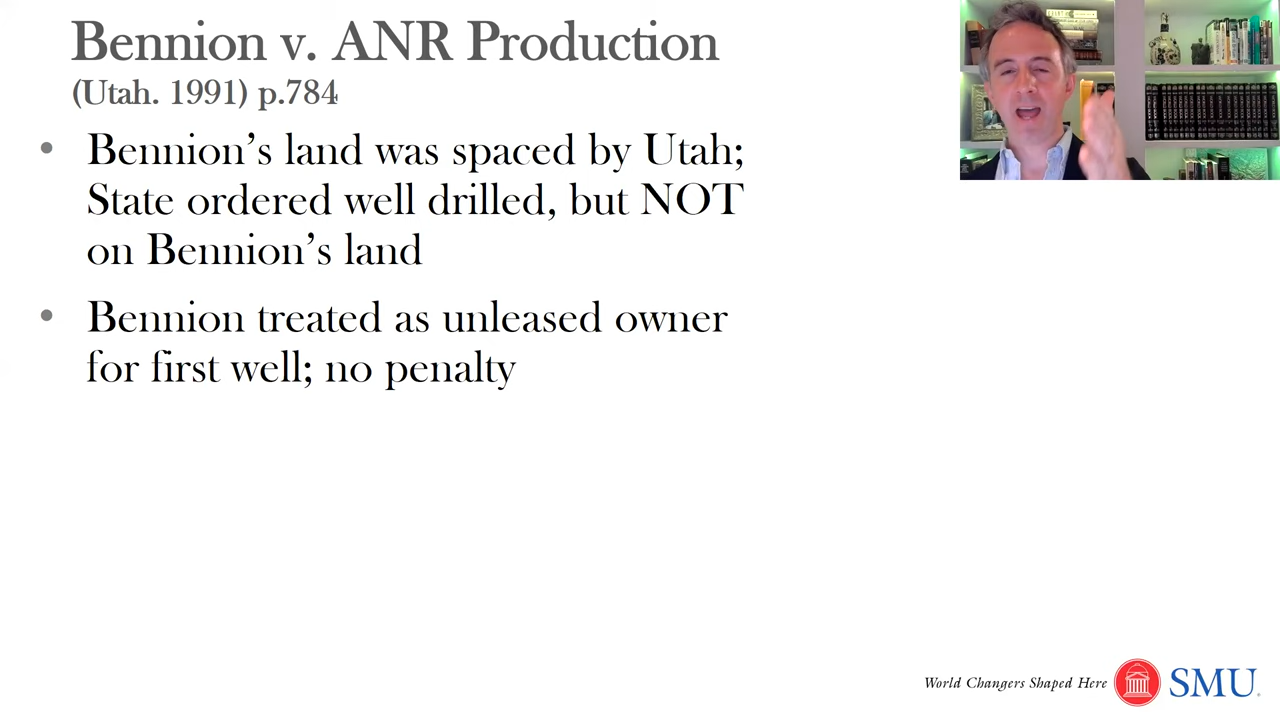 Bennion v. ANR Production
(Utah. 1991) p.784
• Bennion's land was spaced by Utah;
State ordered well drilled, but NOT
on Bennion's land
• Bennion treated as unleased owner
for first well; no penalty
World Changers Shaped Here
SMU.